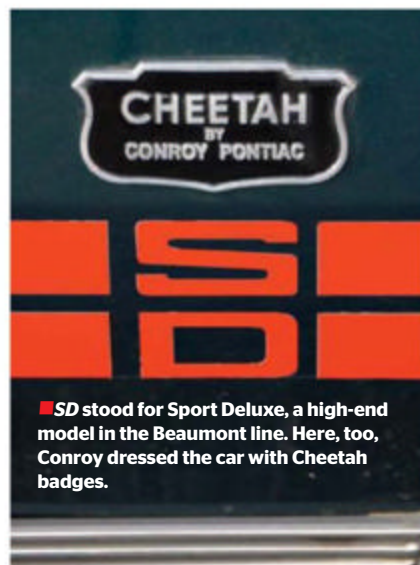 CHEETAH
BY
CONROY PONTIAC
S
D
SD stood for Sport Deluxe, a high-end
model in the Beaumont line. Here, too,
Conroy dressed the car with Cheetah
badges.